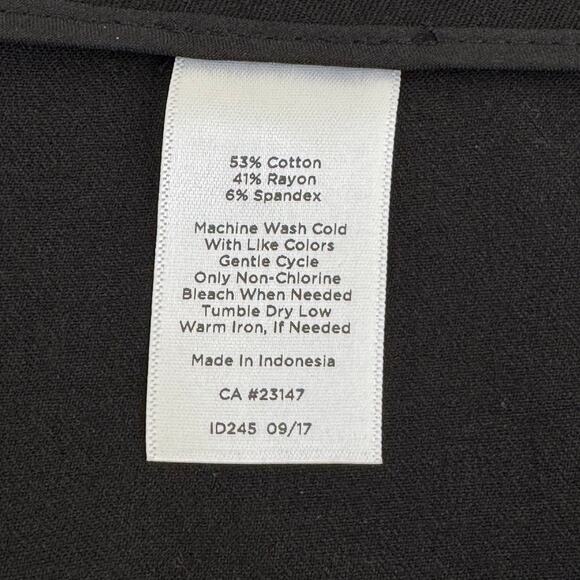 53% Cotton
41% Rayon
6% Spandex
Machine Wash Cold
With Like Colors
Gentle Cycle
Only Non-Chlorine
Bleach When Needed
Tumble Dry Low
Warm Iron, If Needed
Made In Indonesia
CA #23147
ID245 09/17